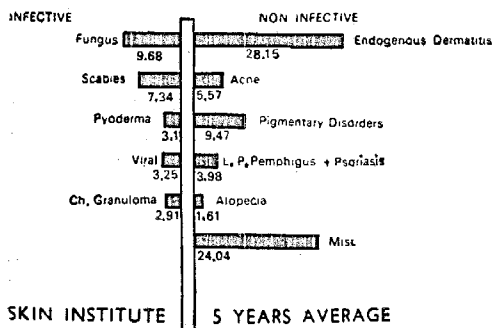 INFECTIVE NON INFECTIVE
Fungus Endogenous Dermatitis
9.68 28.15
Scabies Acne
7.34 5.57
Pyoderma Pigmentary Disorders
3.1 9.47
Viral L. P. Pemphigus + Psoriasis
3.25 3.98
Ch. Granuloma Alopecia
2.91 1.61
Misc
24.04
SKIN INSTITUTE 5 YEARS AVERAGE